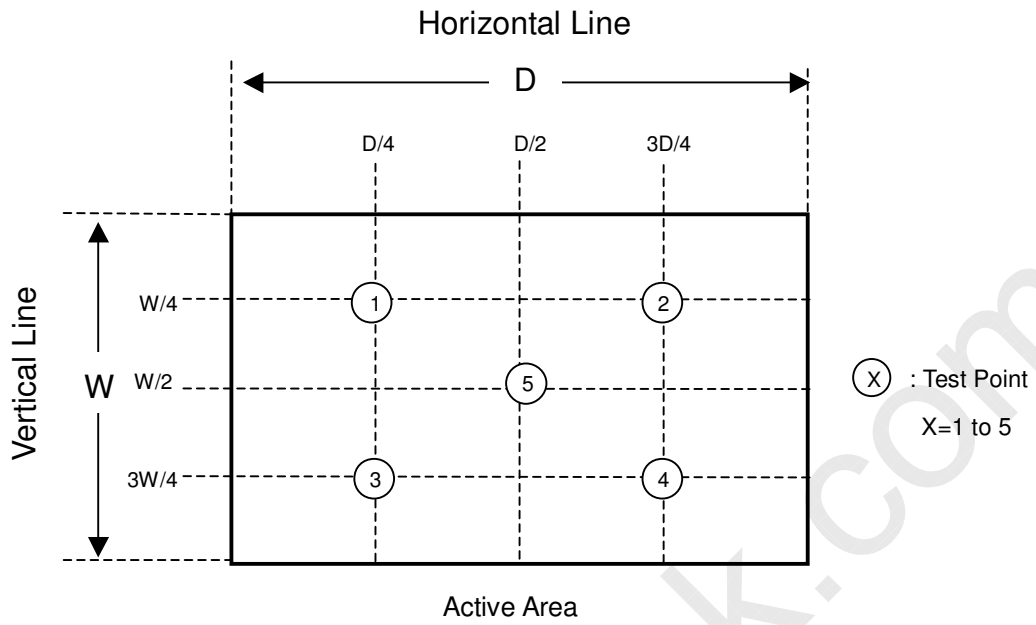 Horizontal Line
D
D/4 D/2 3D/4
Vertical Line
W
W/4
W/2
3W/4
1 2
5
3 4
X : Test Point
X=1 to 5
Active Area
k.com